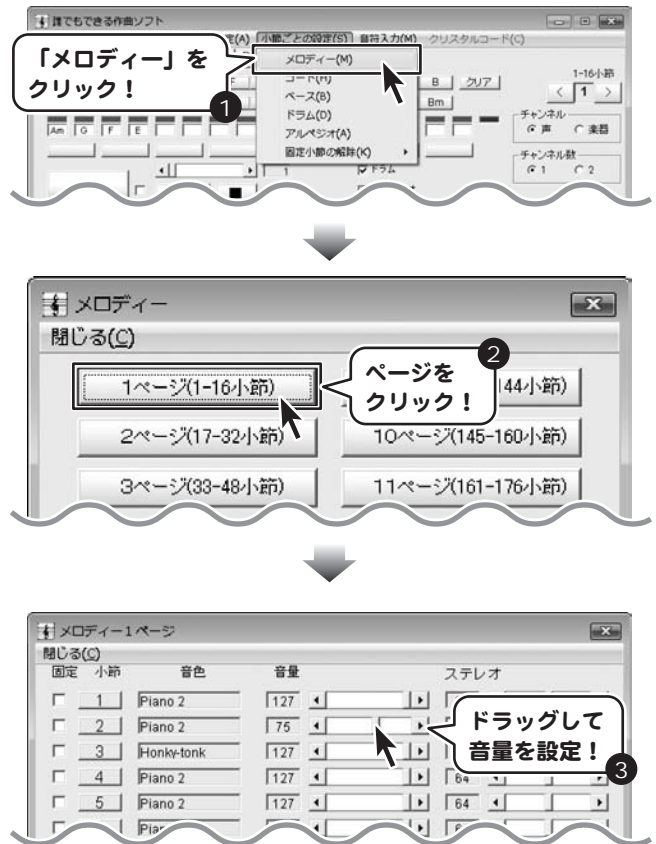 誰でもできる作曲ソフト
定(A) 小節ごとの設定(S) 音符入力(M) クリスタルコード(C)
「メロディー」を
クリック！
1
メロディー(M)
コード(H)
ベース(B)
ドラム(D)
アルペジオ(A)
固定小節の解除(K)
B クリア
Bm
1-16小節
< 1 >
チャンネル
声 楽器
チャンネル数
1 2
Am G F E
1 ドラム
メロディー
閉じる(C)
2
ページを
クリック！
1ページ(1-16小節) 144小節)
2ページ(17-32小節) 10ページ(145-160小節)
3ページ(33-48小節) 11ページ(161-176小節)
メロディー1ページ
閉じる(C)
固定 小節 音色 音量 ステレオ
1 Piano 2 127
2 Piano 2 75
3 Honky-tonk 127
4 Piano 2 127 64
5 Piano 2 127 64
ドラッグして
音量を設定！
3